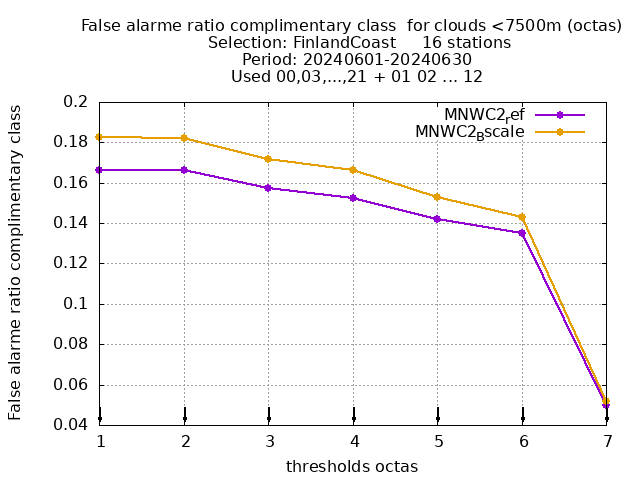 False alarme ratio complimentary class  for clouds <7500m (octas)
Selection: FinlandCoast     16 stations
Period: 20240601-20240630
Used 00,03,...,21 + 01 02 ... 12
MNWC2_ref
MNWC2_Bscale
False alarme ratio complimentary class
0.2
0.18
0.16
0.14
0.12
0.1
0.08
0.06
0.04
1 2 3 4 5 6 7
thresholds octas